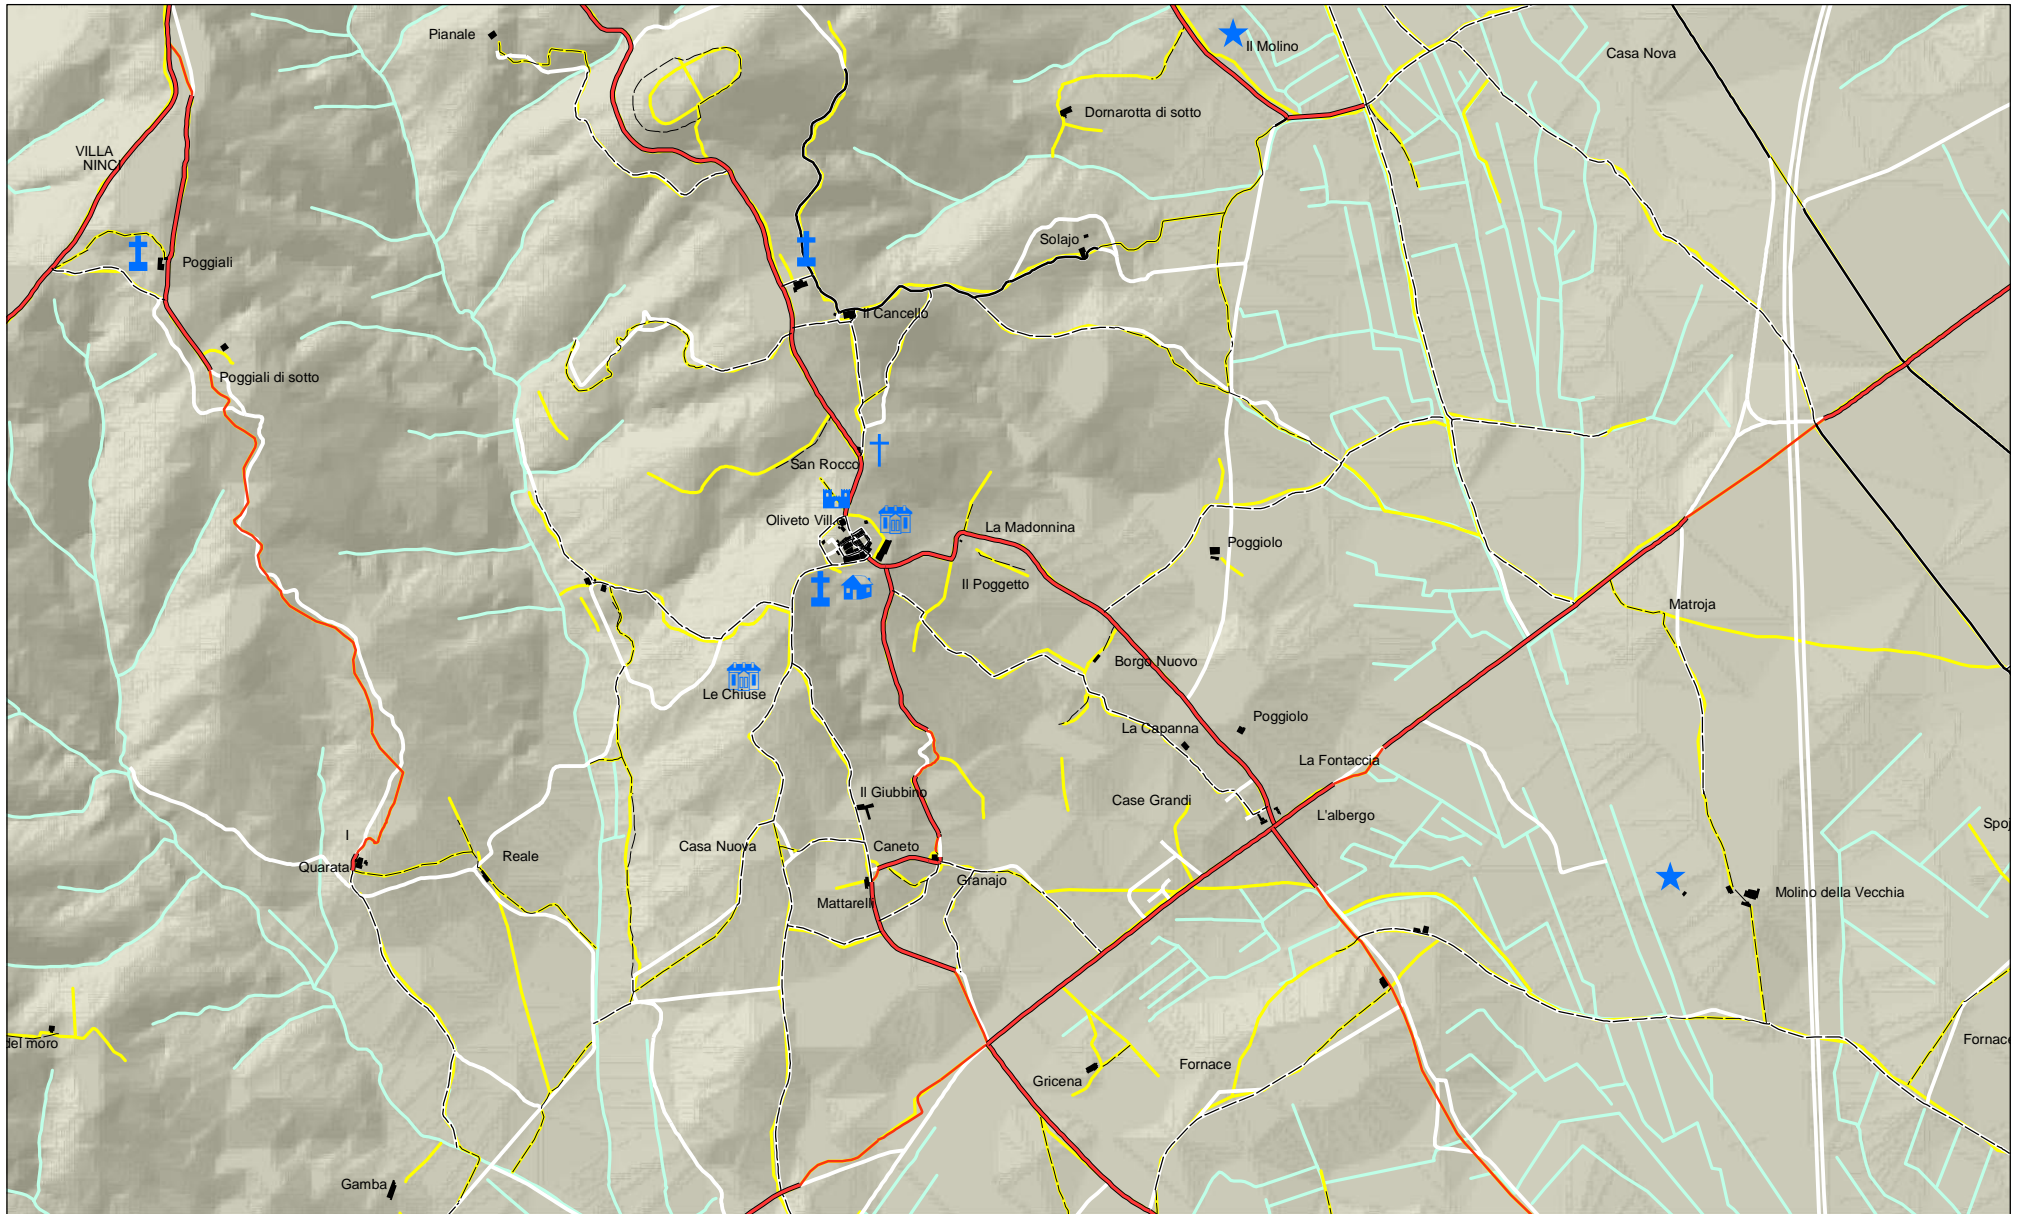 Pianale
Il Molino
Casa Nova
Dornarotta di sotto
VILLA
NINCI
Solajo
Poggiali
Il Cancello
Poggiali di sotto
San Rocco
Oliveto Vill.
La Madonnina
Poggiolo
Il Poggetto
Matroja
Borgo Nuovo
Le Chiuse
Poggiolo
La Capanna
La Fontaccia
Il Giubbino
Case Grandi
L'albergo
Spoj
I
Casa Nuova
Caneto
Reale
Quarata
Granajo
Molino della Vecchia
Mattarelli
del moro
Fornace
Fornac
Gricena
Gamba